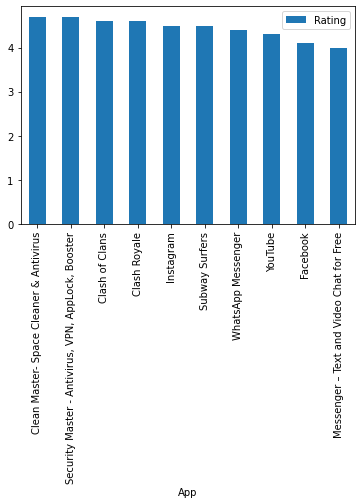 Rating
4
3
2
1
0
Clean Master- Space Cleaner & Antivirus
Security Master - Antivirus, VPN, AppLock, Booster
Clash of Clans
Clash Royale
Instagram
Subway Surfers
WhatsApp Messenger
YouTube
Facebook
Messenger – Text and Video Chat for Free
App